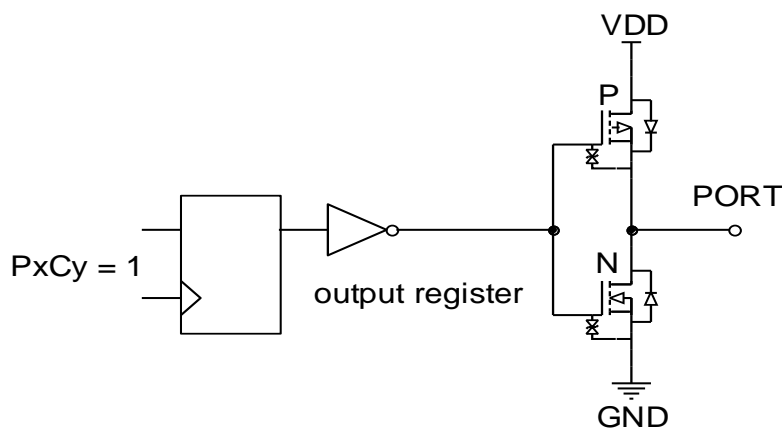 VDD
P
PORT
PxCy = 1
N
output register
GND